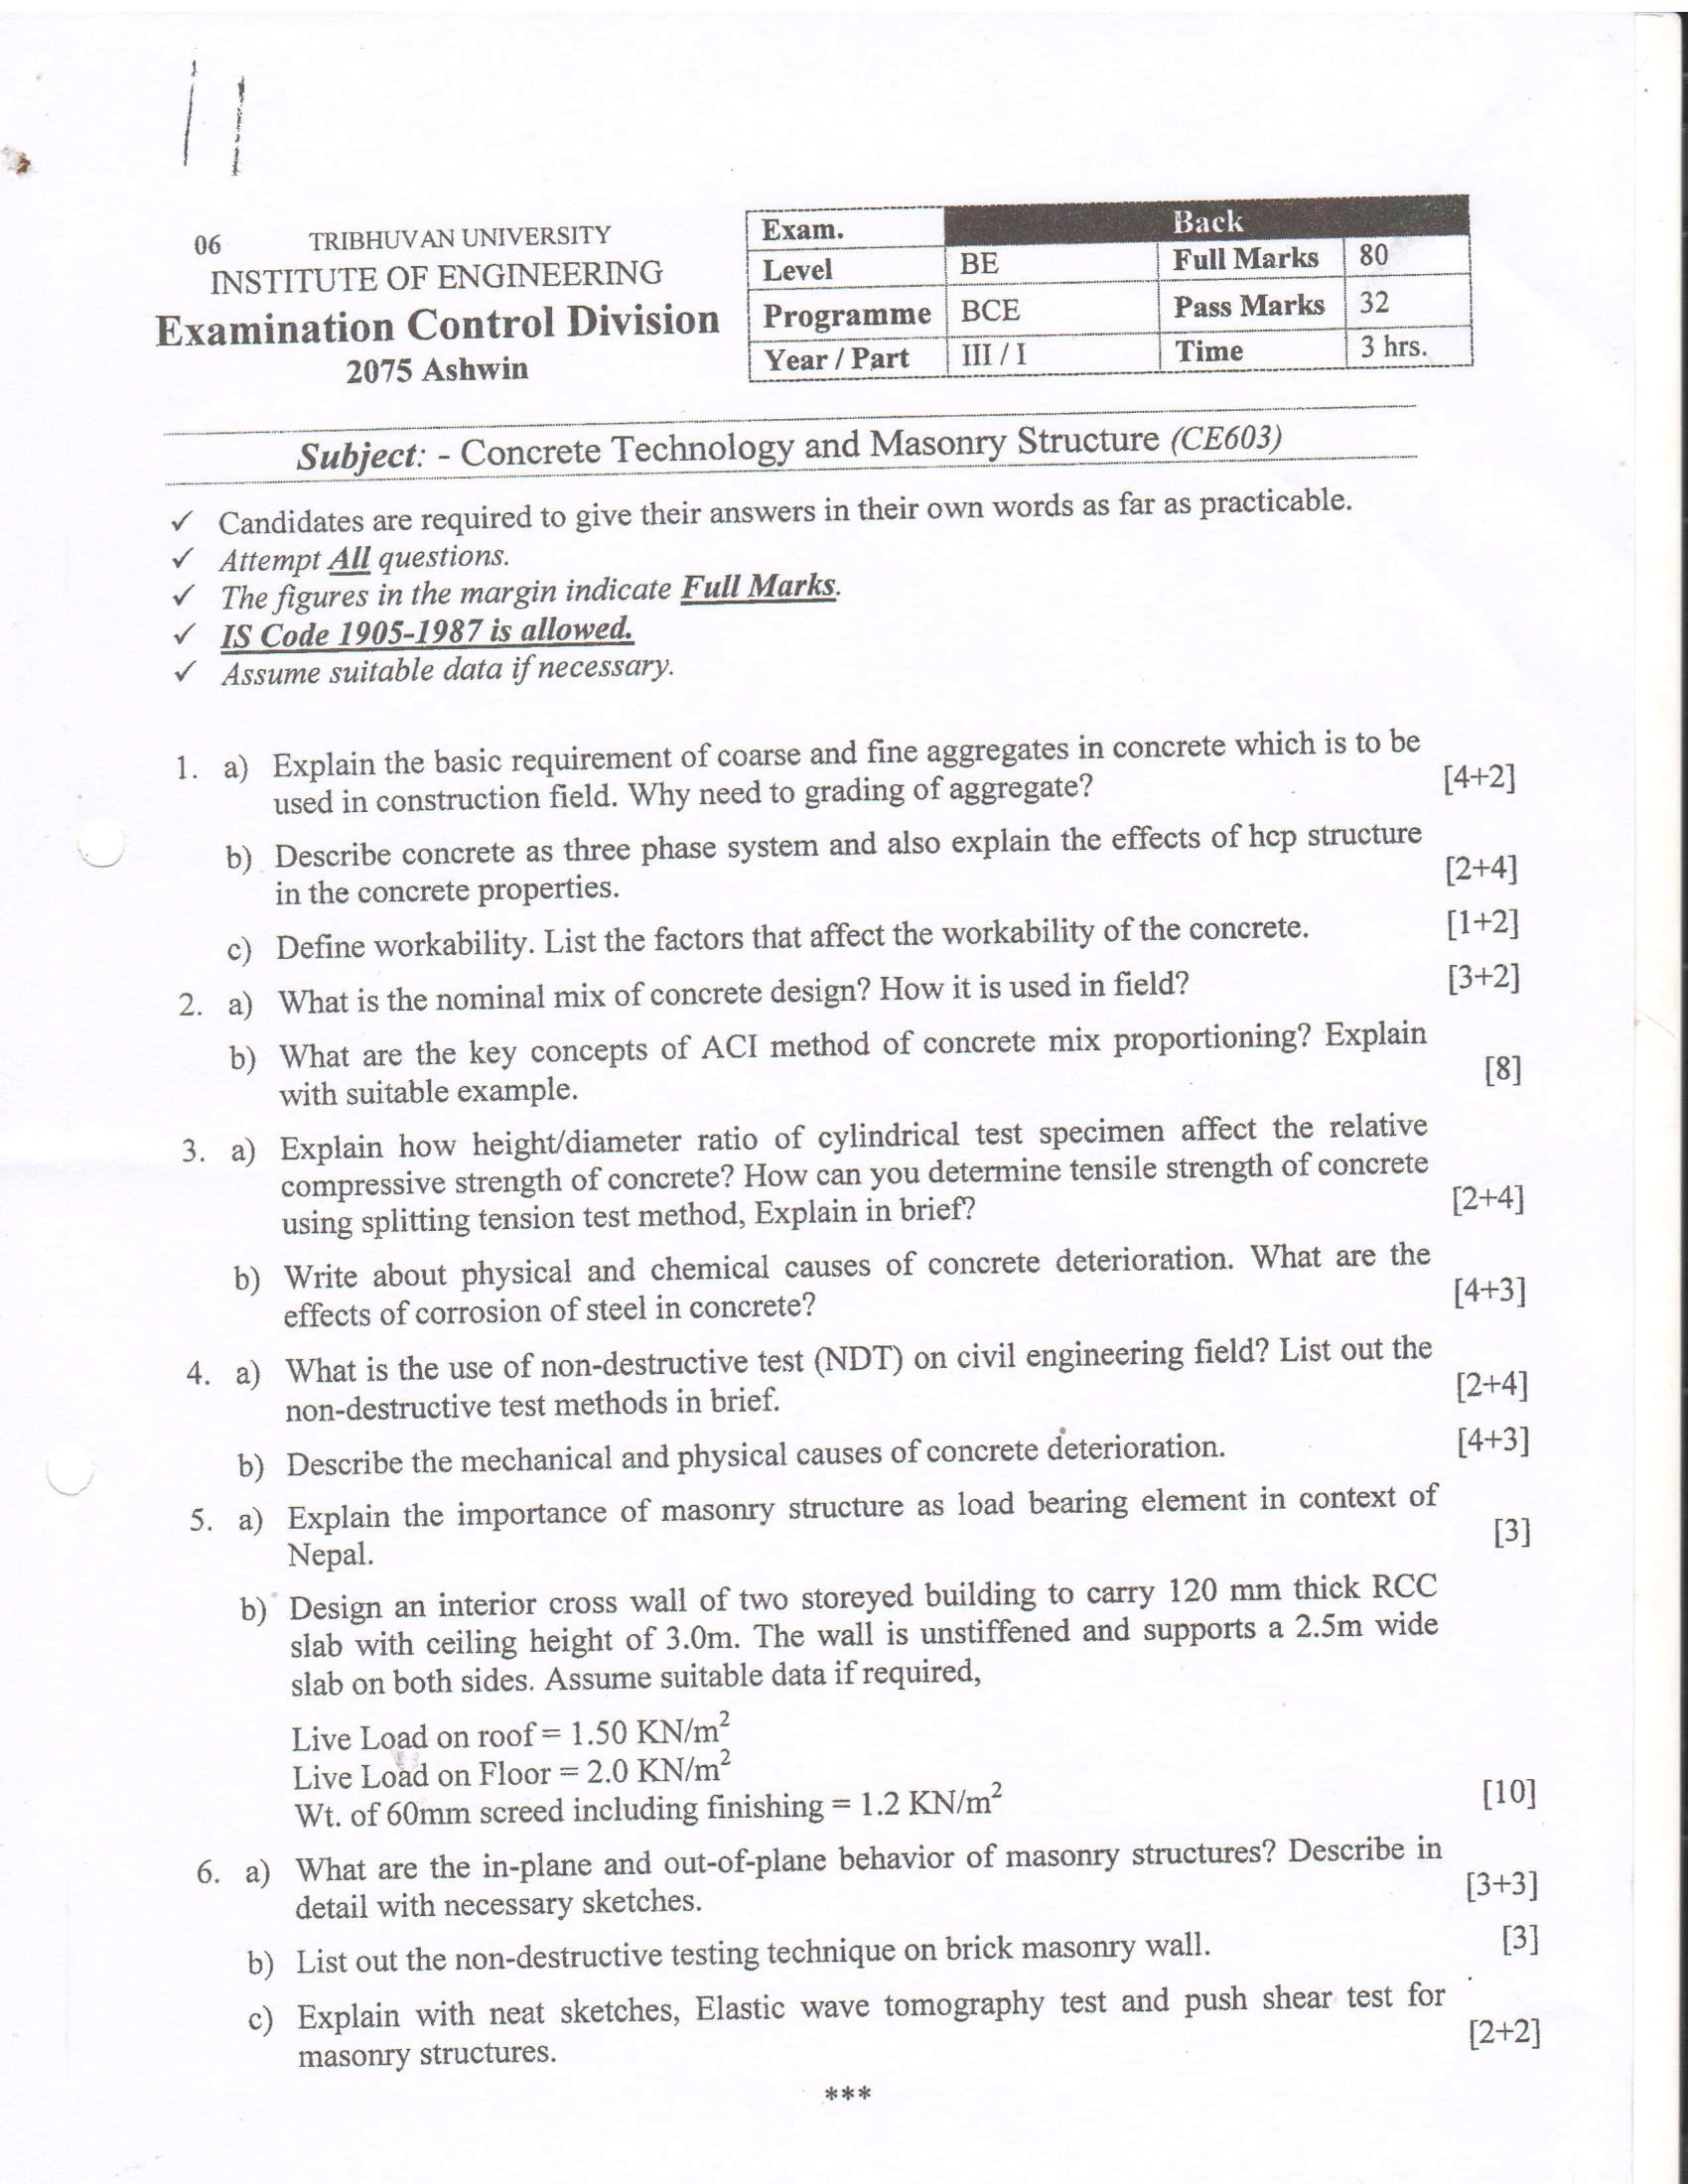 11
06 TRIBHUVAN UNIVERSITY
INSTITUTE OF ENGINEERING
Examination Control Division
2075 Ashwin
Exam. Back
Level BE Full Marks 80
Programme BCE Pass Marks 32
Year / Part III / I Time 3 hrs.
Subject: - Concrete Technology and Masonry Structure (CE603)
✓ Candidates are required to give their answers in their own words as far as practicable.
✓ Attempt All questions.
✓ The figures in the margin indicate Full Marks.
✓ IS Code 1905-1987 is allowed.
✓ Assume suitable data if necessary.
1. a) Explain the basic requirement of coarse and fine aggregates in concrete which is to be
used in construction field. Why need to grading of aggregate? [4+2]
b) Describe concrete as three phase system and also explain the effects of hcp structure
in the concrete properties. [2+4]
c) Define workability. List the factors that affect the workability of the concrete. [1+2]
2. a) What is the nominal mix of concrete design? How it is used in field? [3+2]
b) What are the key concepts of ACI method of concrete mix proportioning? Explain
with suitable example. [8]
3. a) Explain how height/diameter ratio of cylindrical test specimen affect the relative
compressive strength of concrete? How can you determine tensile strength of concrete
using splitting tension test method, Explain in brief? [2+4]
b) Write about physical and chemical causes of concrete deterioration. What are the
effects of corrosion of steel in concrete? [4+3]
4. a) What is the use of non-destructive test (NDT) on civil engineering field? List out the
non-destructive test methods in brief. [2+4]
b) Describe the mechanical and physical causes of concrete deterioration. [4+3]
5. a) Explain the importance of masonry structure as load bearing element in context of
Nepal. [3]
b) Design an interior cross wall of two storeyed building to carry 120 mm thick RCC
slab with ceiling height of 3.0m. The wall is unstiffened and supports a 2.5m wide
slab on both sides. Assume suitable data if required,
Live Load on roof = 1.50 KN/m²
Live Load on Floor = 2.0 KN/m²
Wt. of 60mm screed including finishing = 1.2 KN/m² [10]
6. a) What are the in-plane and out-of-plane behavior of masonry structures? Describe in
detail with necessary sketches. [3+3]
b) List out the non-destructive testing technique on brick masonry wall. [3]
c) Explain with neat sketches, Elastic wave tomography test and push shear test for
masonry structures. [2+2]
***